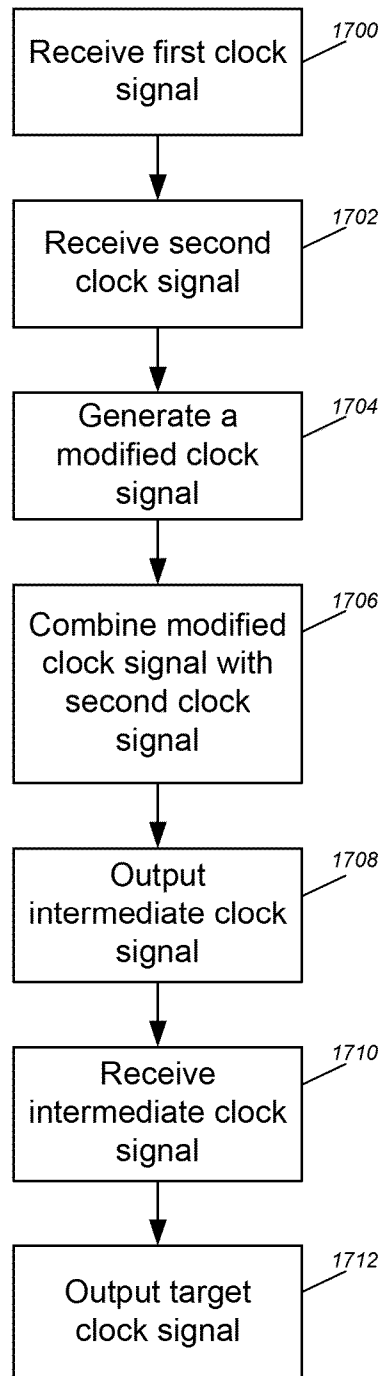 1700
Receive first clock
signal
1702
Receive second
clock signal
1704
Generate a
modified clock
signal
1706
Combine modified
clock signal with
second clock
signal
1708
Output
intermediate clock
signal
1710
Receive
intermediate clock
signal
1712
Output target
clock signal